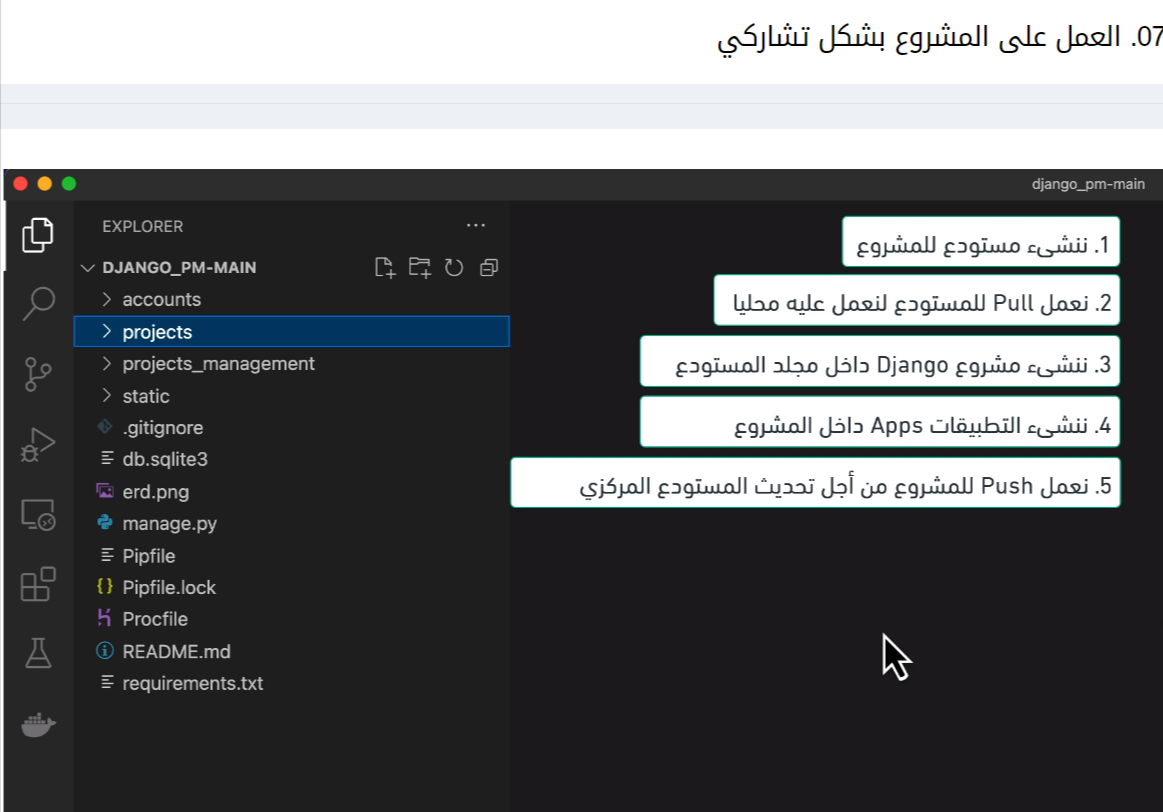 07. العمل على المشروع بشكل تشاركي
django_pm-main
EXPLORER
DJANGO_PM-MAIN
accounts
projects
projects_management
static
.gitignore
db.sqlite3
erd.png
manage.py
Pipfile
Pipfile.lock
Procfile
README.md
requirements.txt
1. ننشىء مستودع للمشروع
2. نعمل Pull للمستودع لنعمل عليه محليا
3. ننشىء مشروع Django داخل مجلد المستودع
4. ننشىء التطبيقات Apps داخل المشروع
5. نعمل Push للمشروع من أجل تحديث المستودع المركزي